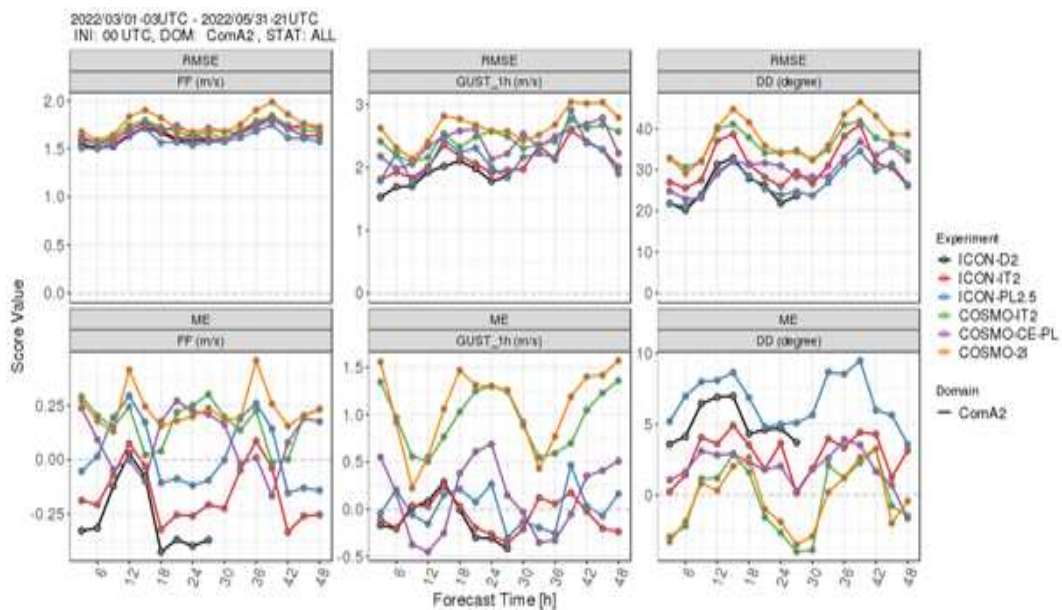 2022/03/01-03UTC - 2022/05/31-21UTC
INI: 00 UTC, DOM: ComA2 , STAT: ALL
RMSE RMSE RMSE
FF (m/s) GUST_1h (m/s) DD (degree)
2.0
1.5
1.0
0.5
0.0
3
2
1
0
40
30
20
10
0
ME ME ME
FF (m/s) GUST_1h (m/s) DD (degree)
0.25
0.00
-0.25
1.5
1.0
0.5
0.0
-0.5
10
5
0
6 12 18 24 30 36 42 48
6 12 18 24 30 36 42 48
6 12 18 24 30 36 42 48
Score Value
Forecast Time [h]
Experiment
ICON-D2
ICON-IT2
ICON-PL2.5
COSMO-IT2
COSMO-CE-PL
COSMO-2I
Domain
ComA2